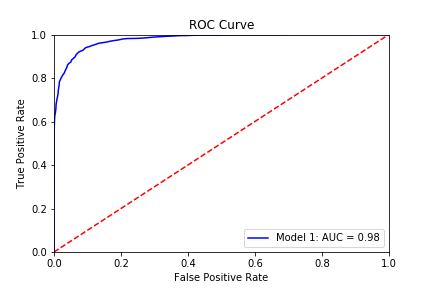 ROC Curve
1.0
0.8
0.6
0.4
0.2
0.0
True Positive Rate
Model 1: AUC = 0.98
0.0 0.2 0.4 0.6 0.8 1.0
False Positive Rate